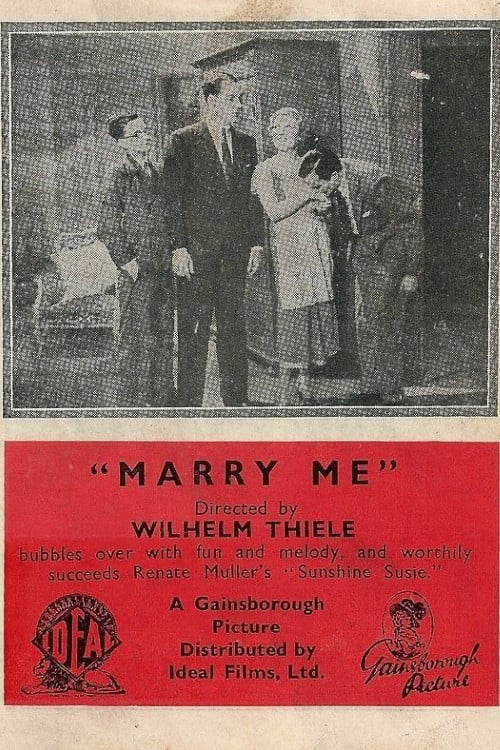 “MARRY ME”
Directed by
WILHELM THIELE
bubbles over with fun and melody, and worthily
succeeds Renate Muller's “Sunshine Susie.”
A Gainsborough
Picture
Distributed by
Ideal Films, Ltd.
IDEAL
Gainsborough
Picture